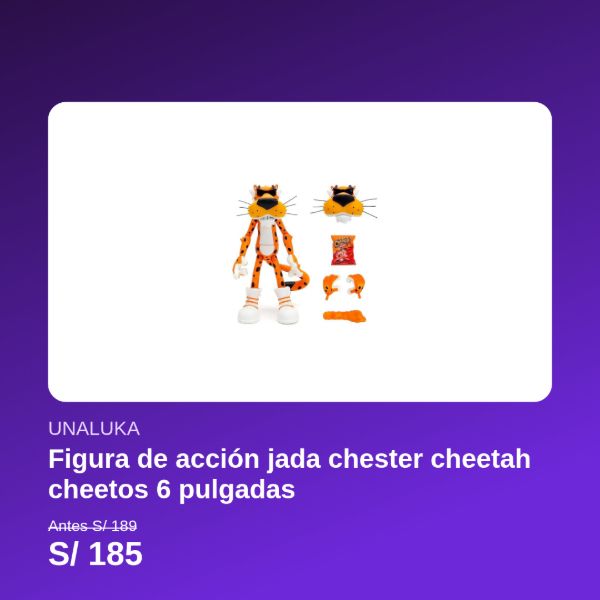 UNALUKA
Figura de acción jada chester cheetah
cheetos 6 pulgadas
Antes S/ 189
S/ 185